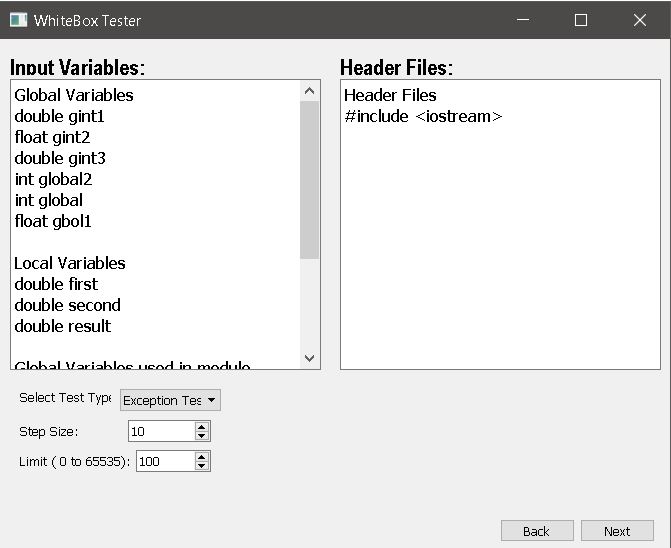 WhiteBox Tester
Input Variables:
Global Variables
double gint1
float gint2
double gint3
int global2
int global
float gbol1
Local Variables
double first
double second
double result
Global Variables used in module
Header Files:
Header Files
#include <iostream>
Select Test Type
Exception Tes
Step Size:
10
Limit ( 0 to 65535):
100
Back
Next